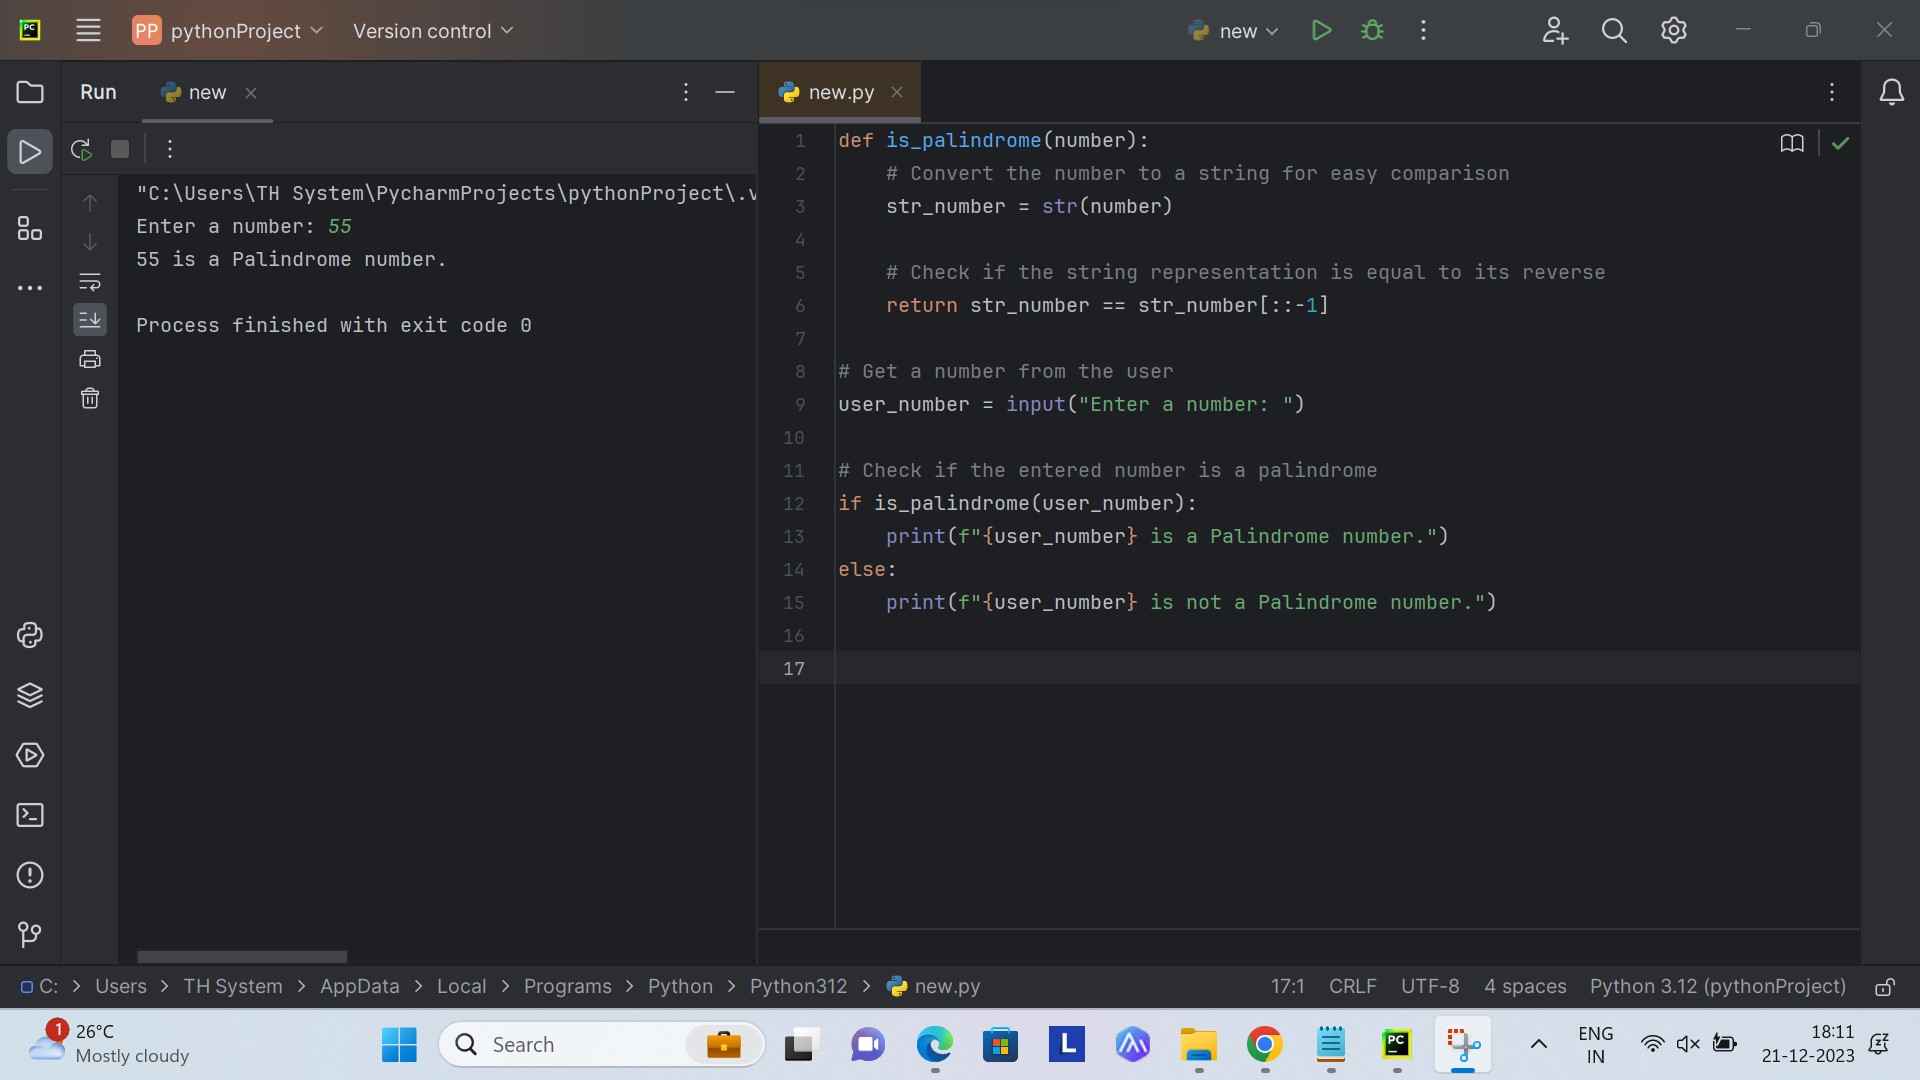 PC
PP pythonProject
Version control
new
Run
new
new.py
"C:\Users\TH System\PycharmProjects\pythonProject\.v
Enter a number: 55
55 is a Palindrome number.
Process finished with exit code 0
1 def is_palindrome(number):
2     # Convert the number to a string for easy comparison
3     str_number = str(number)
4
5     # Check if the string representation is equal to its reverse
6     return str_number == str_number[::-1]
7
8 # Get a number from the user
9 user_number = input("Enter a number: ")
10
11 # Check if the entered number is a palindrome
12 if is_palindrome(user_number):
13     print(f"{user_number} is a Palindrome number.")
14 else:
15     print(f"{user_number} is not a Palindrome number.")
16
17
C: > Users > TH System > AppData > Local > Programs > Python > Python312 > new.py
17:1 CRLF UTF-8 4 spaces Python 3.12 (pythonProject)
1
26°C
Mostly cloudy
Search
L
PC
ENG
IN
18:11
21-12-2023